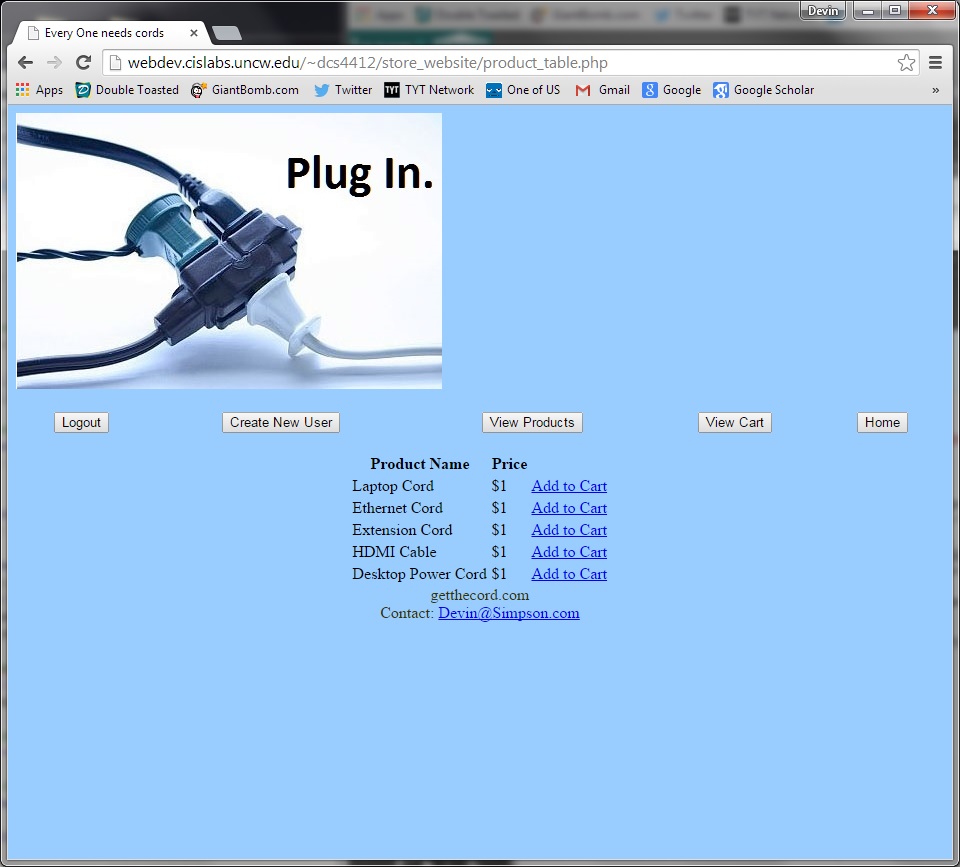 Devin
Every One needs cords
webdev.cislabs.uncw.edu/~dcs4412/store_website/product_table.php
Apps Double Toasted GiantBomb.com Twitter TYT TYT Network One of US Gmail Google Google Scholar »
Plug In.
Logout Create New User View Products View Cart Home
Product Name Price
Laptop Cord $1 Add to Cart
Ethernet Cord $1 Add to Cart
Extension Cord $1 Add to Cart
HDMI Cable $1 Add to Cart
Desktop Power Cord $1 Add to Cart
getthecord.com
Contact: Devin@Simpson.com